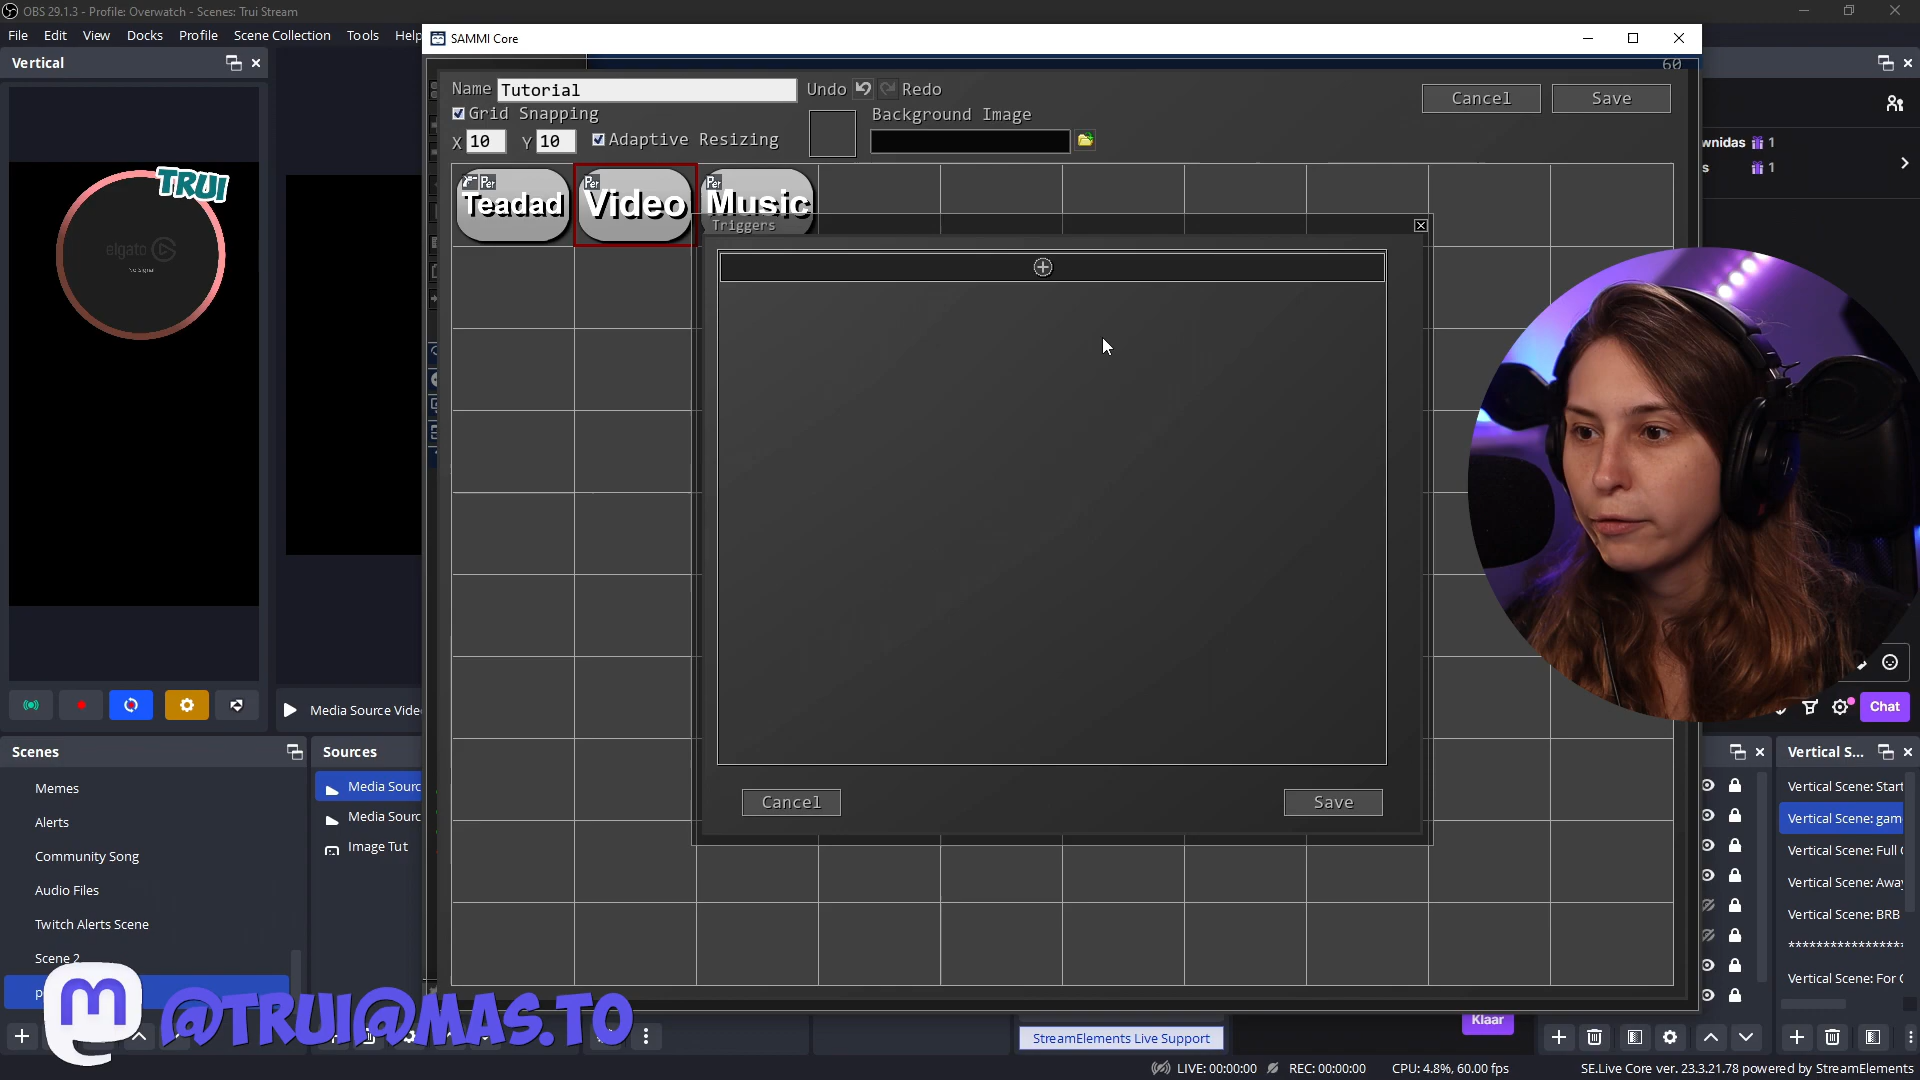 OBS 29.1.3 - Profile: Overwatch - Scenes: Trui Stream
File Edit View Docks Profile Scene Collection Tools Help
SAMMI Core
Vertical
60
Name Tutorial Undo Redo
Cancel Save
Grid Snapping
Background Image
X 10 Y 10 Adaptive Resizing
wnidas 1
s 1
Per Per Per
Teadad Video Music
TRUI
Triggers
elgato
No Signal
Cancel Save
Media Source Vide
Chat
Scenes
Sources
Vertical S...
Memes
Alerts
Community Song
Audio Files
Twitch Alerts Scene
Scene 2
p
Media Sourc
Media Sourc
Image Tut
Vertical Scene: Start
Vertical Scene: gam
Vertical Scene: Full
Vertical Scene: Awa
Vertical Scene: BRB
*****************
Vertical Scene: For
m @TRUI@MAS.TO
Klaar
StreamElements Live Support
LIVE: 00:00:00 REC: 00:00:00 CPU: 4.8%, 60.00 fps SE.Live Core ver. 23.3.21.78 powered by StreamElements